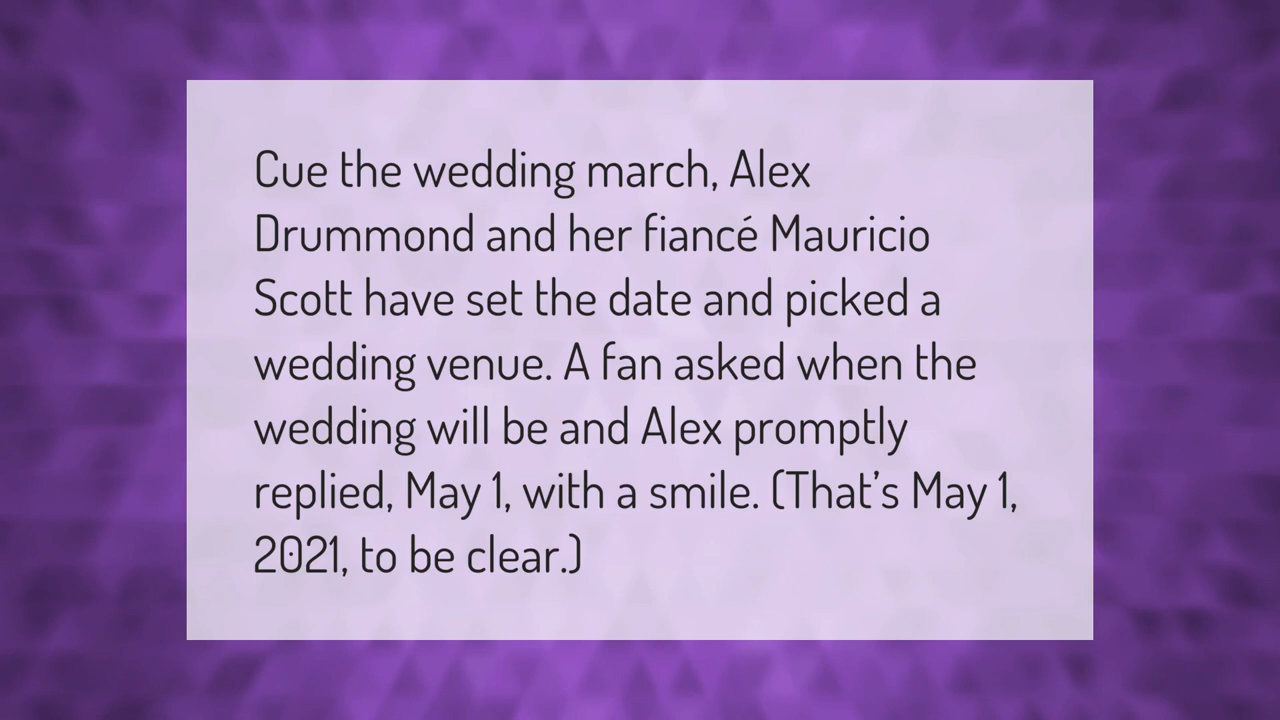 Cue the wedding march, Alex
Drummond and her fiancé Mauricio
Scott have set the date and picked a
wedding venue. A fan asked when the
wedding will be and Alex promptly
replied, May 1, with a smile. (That’s May 1,
2021, to be clear.)